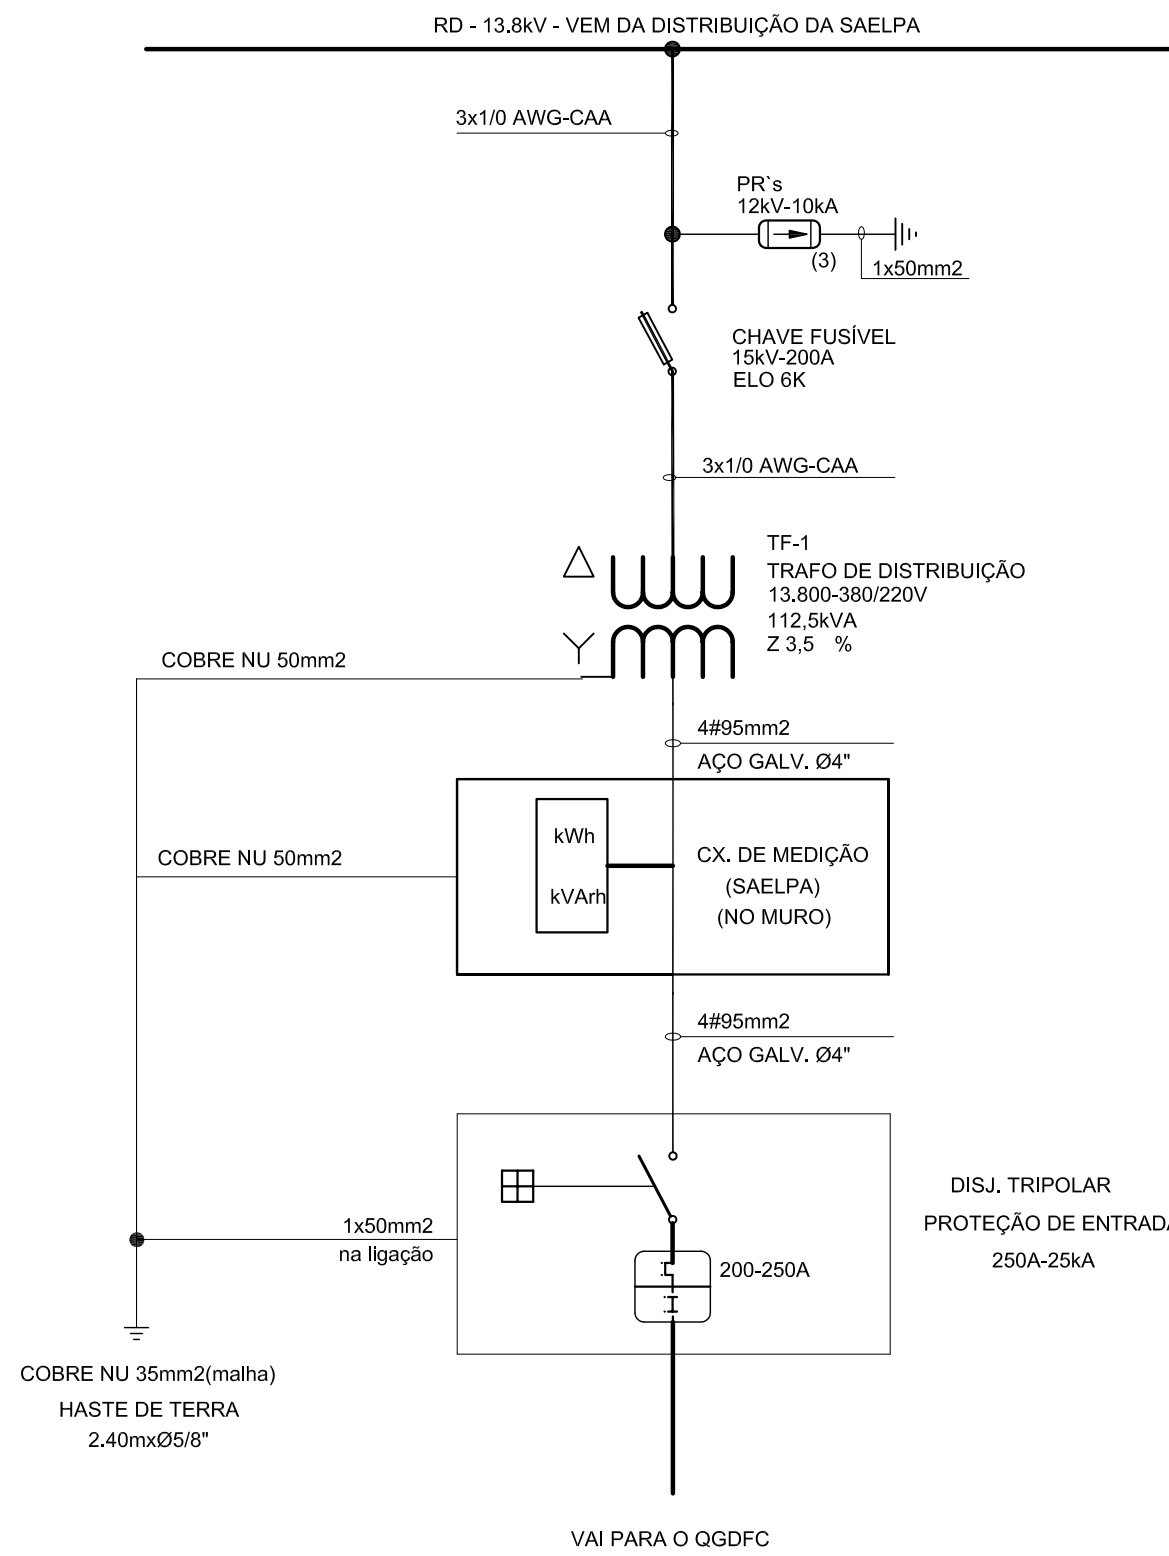 RD - 13.8kV - VEM DA DISTRIBUIÇÃO DA SAELPA
3x1/0 AWG-CAA
PR`s
12kV-10kA
(3)
1x50mm2
CHAVE FUSÍVEL
15kV-200A
ELO 6K
3x1/0 AWG-CAA
TF-1
TRAFO DE DISTRIBUIÇÃO
13.800-380/220V
112,5kVA
Z 3,5 %
COBRE NU 50mm2
4#95mm2
AÇO GALV. Ø4"
kWh
kVArh
COBRE NU 50mm2
CX. DE MEDIÇÃO
(SAELPA)
(NO MURO)
4#95mm2
AÇO GALV. Ø4"
DISJ. TRIPOLAR
PROTEÇÃO DE ENTRADA
250A-25kA
1x50mm2
na ligação
200-250A
COBRE NU 35mm2(malha)
HASTE DE TERRA
2.40mxØ5/8"
VAI PARA O QGDFC